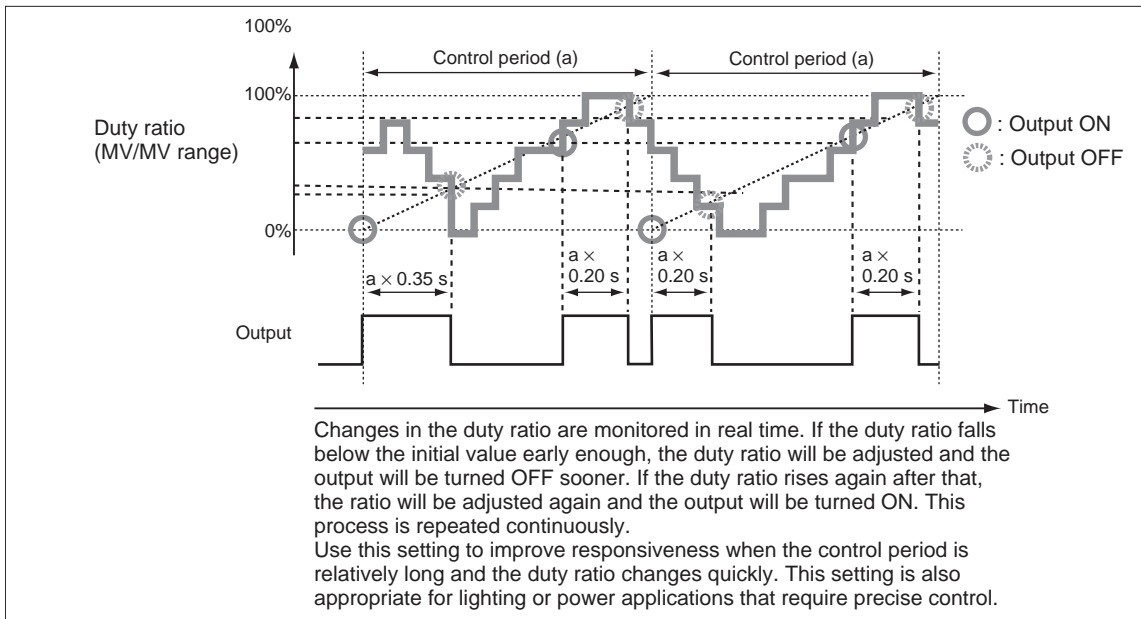 100%
Control period (a)
Control period (a)
100%
Duty ratio
(MV/MV range)
: Output ON
: Output OFF
0%
a × 0.35 s
a ×
0.20 s
a ×
0.20 s
a ×
0.20 s
Output
Time
Changes in the duty ratio are monitored in real time. If the duty ratio falls
below the initial value early enough, the duty ratio will be adjusted and the
output will be turned OFF sooner. If the duty ratio rises again after that,
the ratio will be adjusted again and the output will be turned ON. This
process is repeated continuously.
Use this setting to improve responsiveness when the control period is
relatively long and the duty ratio changes quickly. This setting is also
appropriate for lighting or power applications that require precise control.